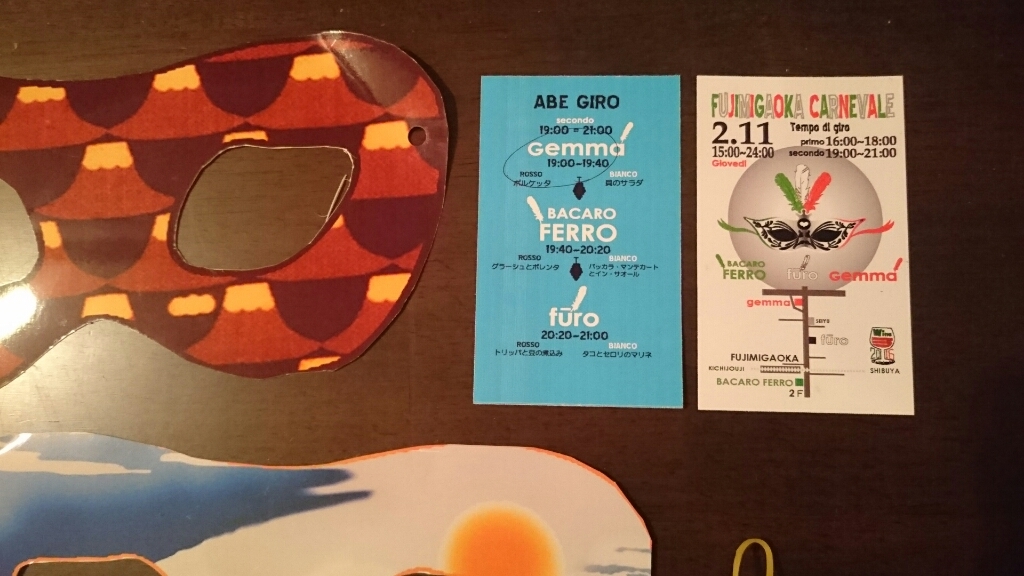 ABE GIRO
secondo
19:00 = 21:00
gemma
19:00~19:40
ROSSO BIANCO
ポルケッタ 貝のサラダ
BACARO
FERRO
19:40~20:20
ROSSO BIANCO
グラーシュとポレンタ バッカラ・マンテカート
とイン・サオール
fūro
20:20~21:00
ROSSO BIANCO
トリッパと豆の煮込み タコとセロリのマリネ
FUJIMIGAOKA CARNEVALE
2.11 Tempo di giro
primo 16:00~18:00
15:00~24:00 secondo 19:00~21:00
Giovedì
BACARO
FERRO fūro gemma
gemma
SEIYU
fūro
2016
FUJIMIGAOKA
KICHIJOUJI SHIBUYA
BACARO FERRO
2F